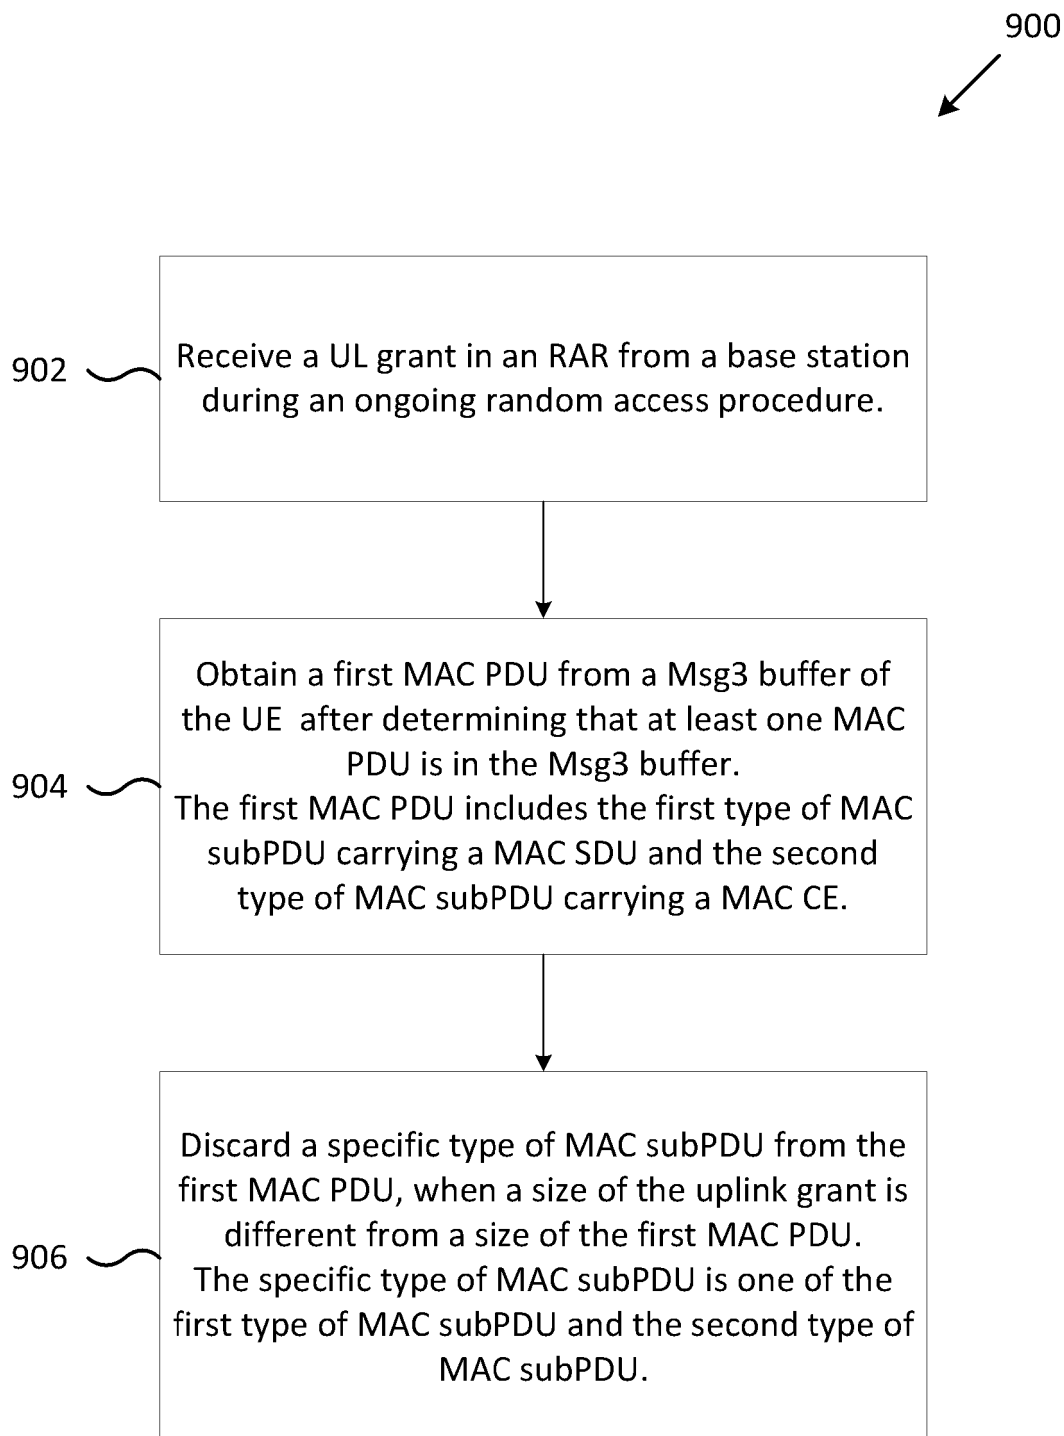 900
902
Receive a UL grant in an RAR from a base station
during an ongoing random access procedure.
904
Obtain a first MAC PDU from a Msg3 buffer of
the UE after determining that at least one MAC
PDU is in the Msg3 buffer.
The first MAC PDU includes the first type of MAC
subPDU carrying a MAC SDU and the second
type of MAC subPDU carrying a MAC CE.
906
Discard a specific type of MAC subPDU from the
first MAC PDU, when a size of the uplink grant is
different from a size of the first MAC PDU.
The specific type of MAC subPDU is one of the
first type of MAC subPDU and the second type of
MAC subPDU.